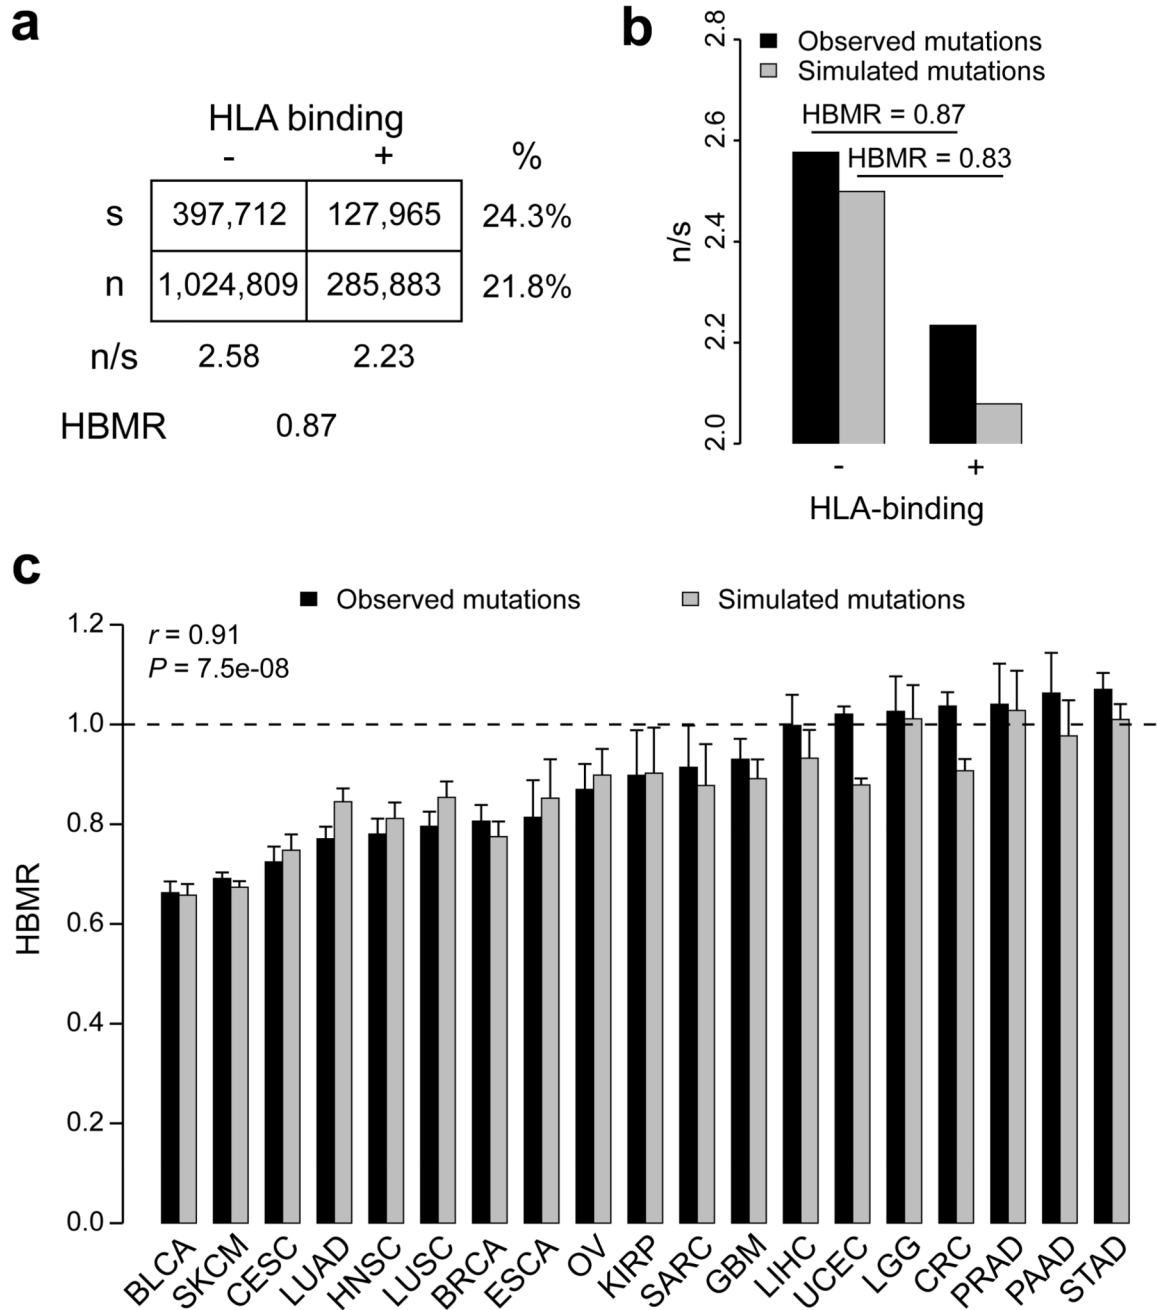 a
HLA binding
- + %
s 397,712 127,965 24.3%
n 1,024,809 285,883 21.8%
n/s 2.58 2.23
HBMR 0.87
b
Observed mutations
Simulated mutations
HBMR = 0.87
HBMR = 0.83
n/s
2.8
2.6
2.4
2.2
2.0
- +
HLA-binding
c
Observed mutations Simulated mutations
r = 0.91
P = 7.5e-08
HBMR
1.2
1.0
0.8
0.6
0.4
0.2
0.0
BLCA SKCM CESC LUAD HNSC LUSC BRCA ESCA OV KIRP SARC GBM LIHC UCEC LGG CRC PRAD PAAD STAD